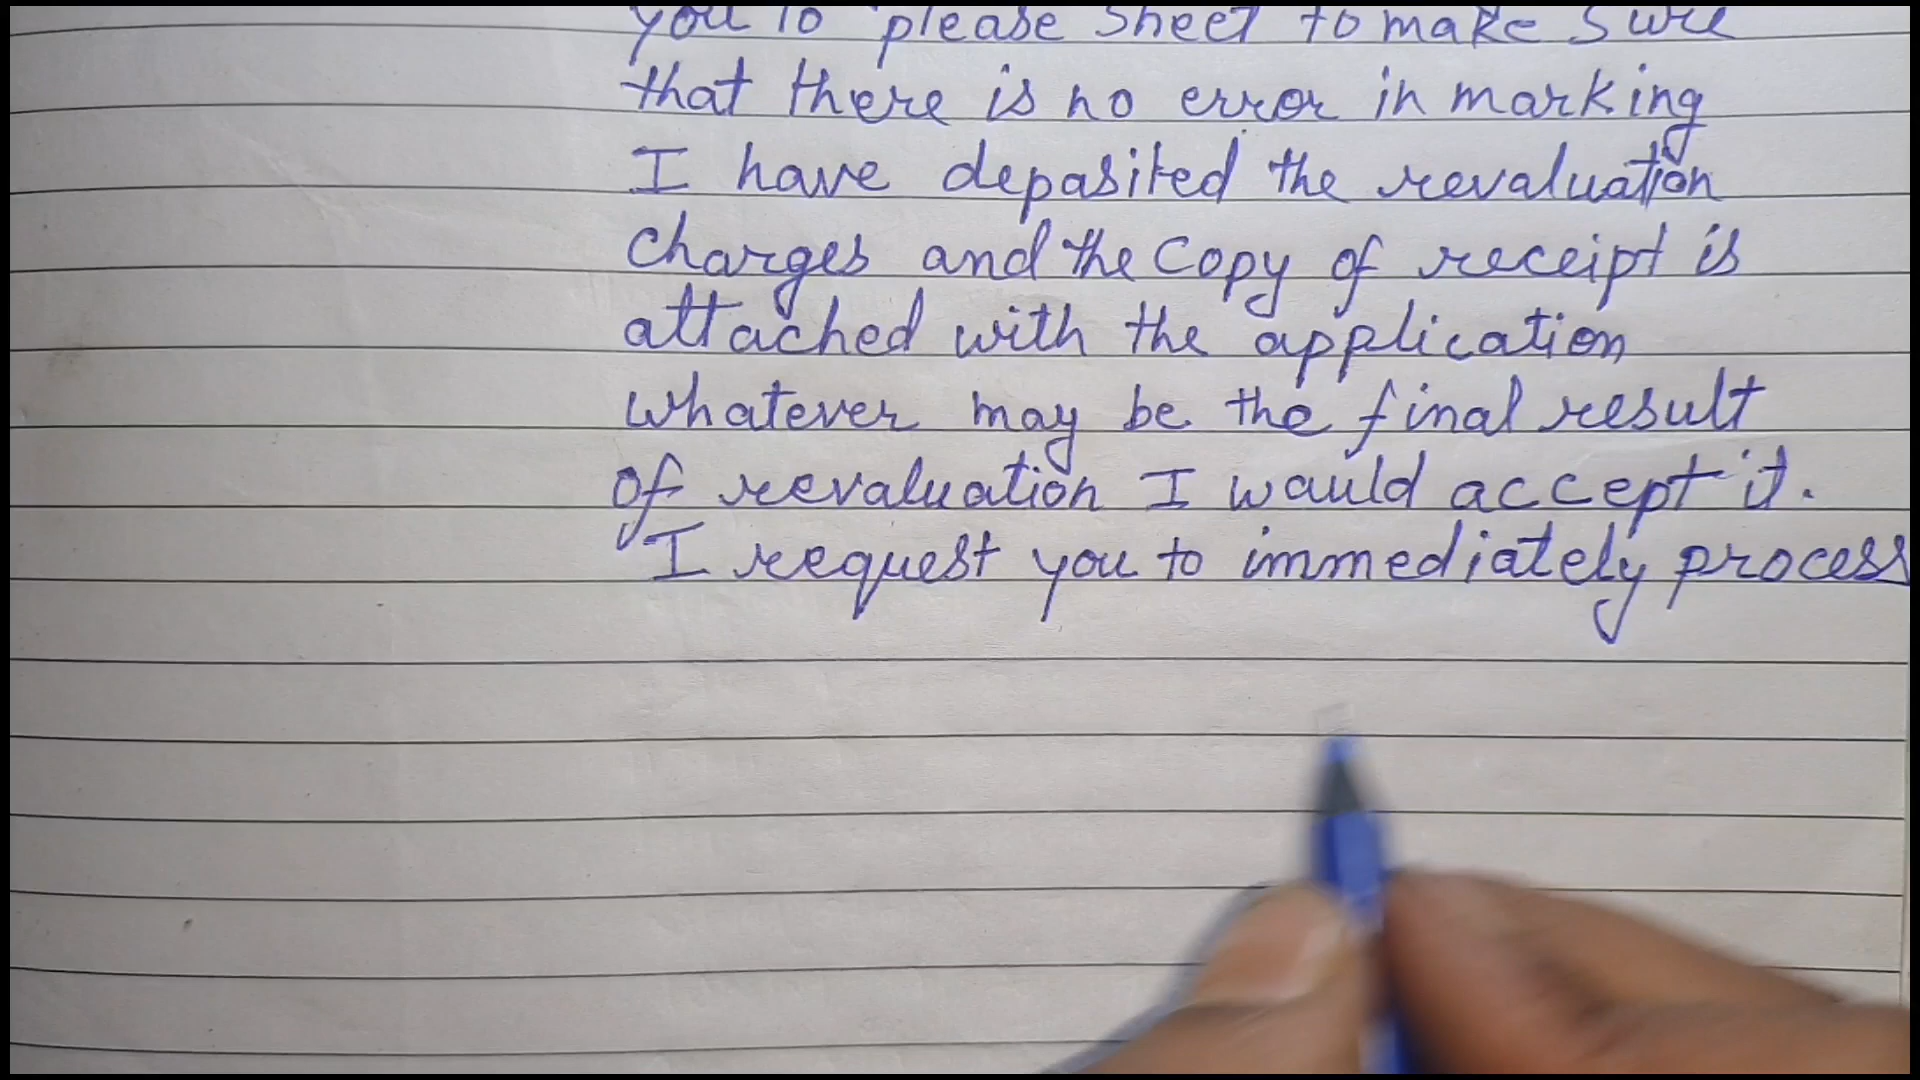 you to please sheet to make sure
that there is no error in marking
I have depasited the revaluation
charges and the copy of receipt is
attached with the application
whatever may be the final result
of revaluation I wauld accept it.
I request you to immediately process